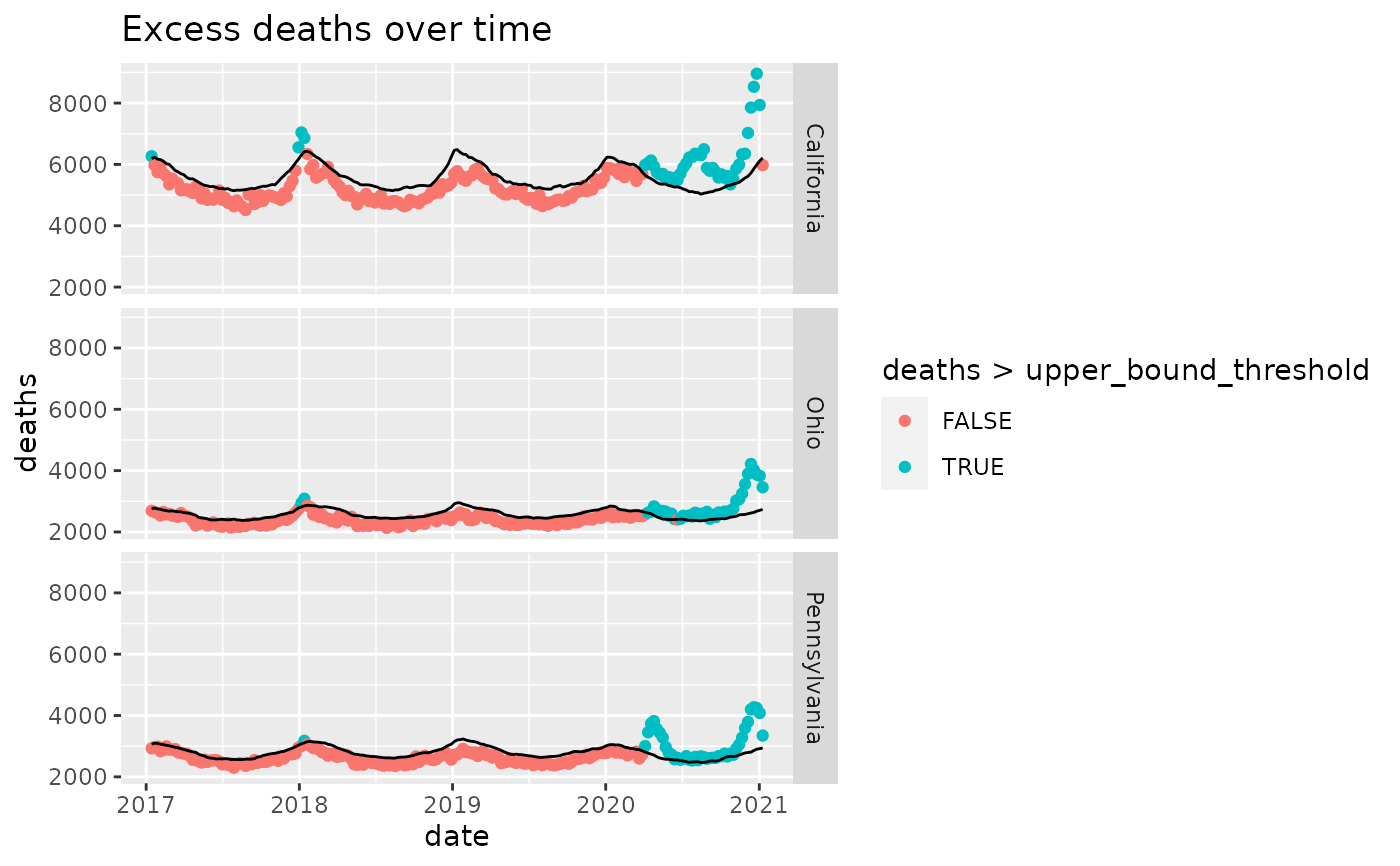 Excess deaths over time
8000
6000
4000
2000
California
8000
6000
4000
2000
Ohio
8000
6000
4000
2000
Pennsylvania
deaths
2017 2018 2019 2020 2021
date
deaths > upper_bound_threshold
FALSE
TRUE